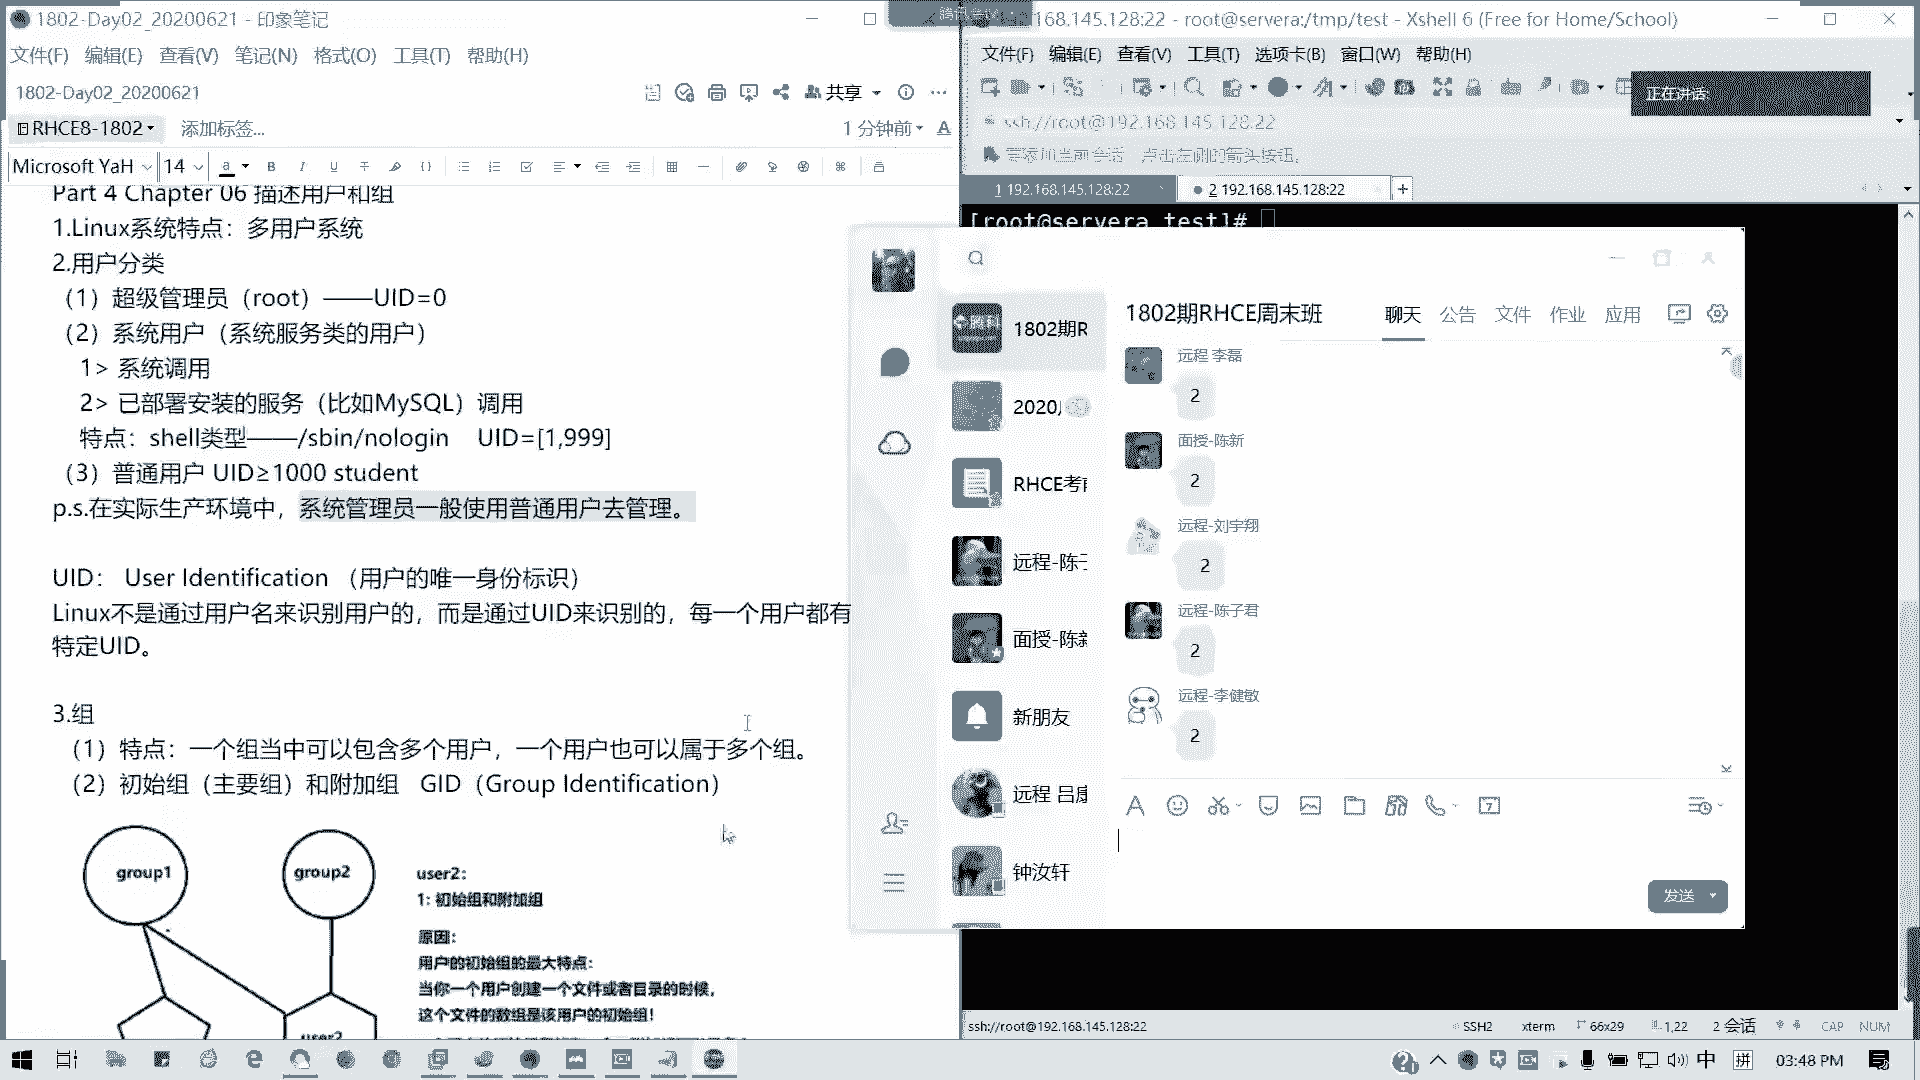 1802-Day02_20200621 - 印象笔记
文件(F) 编辑(E) 查看(V) 笔记(N) 格式(O) 工具(T) 帮助(H)
1802-Day02_20200621
共享
RHCE8-1802
添加标签...
1 分钟前
Microsoft YaH 14
Part 4 Chapter 06 描述用户和组
1.Linux系统特点：多用户系统
2.用户分类
（1）超级管理员（root）——UID=0
（2）系统用户（系统服务类的用户）
1> 系统调用
2> 已部署安装的服务（比如MySQL）调用
特点：shell类型——/sbin/nologin UID=[1,999]
（3）普通用户 UID≥1000 student
p.s.在实际生产环境中，系统管理员一般使用普通用户去管理。
UID： User Identification （用户的唯一身份标识）
Linux不是通过用户名来识别用户的，而是通过UID来识别的，每一个用户都有
特定UID。
3.组
（1）特点：一个组当中可以包含多个用户，一个用户也可以属于多个组。
（2）初始组（主要组）和附加组 GID（Group Identification）
group1
group2
user2：
1: 初始组和附加组
原因：
用户的初始组的最大特点：
当你一个用户创建一个文件或者目录的时候，
这个文件的数组是该用户的初始组！
user2
腾讯会议
168.145.128:22 - root@servera:/tmp/test - Xshell 6 (Free for Home/School)
文件(F) 编辑(E) 查看(V) 工具(T) 选项卡(B) 窗口(W) 帮助(H)
正在讲话:
ssh://root@192.168.145.128:22
要添加当前会话，点击左侧的箭头按钮。
1 192.168.145.128:22
2 192.168.145.128:22
[root@servera test]#
1802期R
2020
RHCE考
远程-陈子
面授-陈新
新朋友
远程 吕
钟汝轩
1802期RHCE周末班
聊天 公告 文件 作业 应用
远程 李磊
2
面授-陈新
2
远程-刘宇翔
2
远程-陈子君
2
远程-李健敏
2
发送
ssh://root@192.168.145.128:22
SSH2 xterm 66x29 1,22 2 会话 CAP NUM
中 拼 03:48 PM